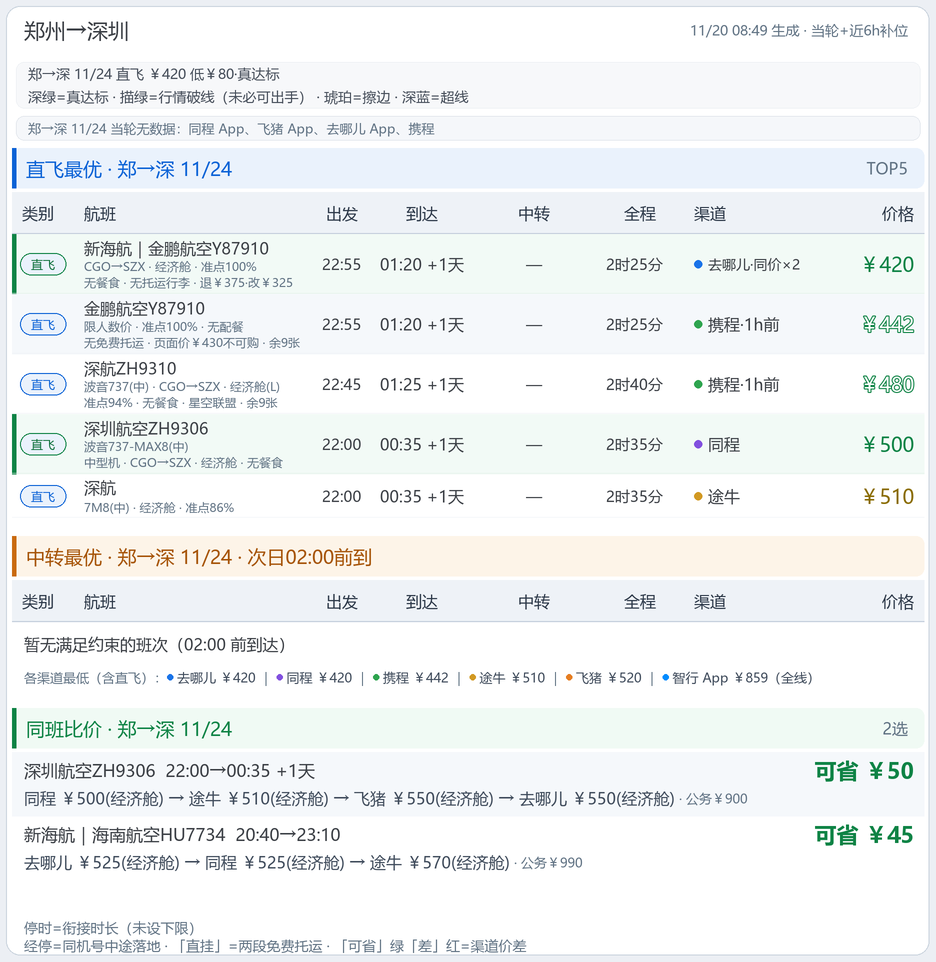 郑州→深圳
11/20 08:49 生成 · 当轮+近6h补位
郑→深 11/24 直飞 ￥420 低￥80·真达标
深绿=真达标 · 描绿=行情破线（未必可出手） · 琥珀=擦边 · 深蓝=超线
郑→深 11/24 当轮无数据：同程 App、飞猪 App、去哪儿 App、携程
直飞最优 · 郑→深 11/24 TOP5
类别 航班 出发 到达 中转 全程 渠道 价格
直飞 新海航｜金鹏航空Y87910 22:55 01:20 +1天 — 2时25分 去哪儿·同价×2 ￥420
CGO→SZX · 经济舱 · 准点100%
无餐食 · 无托运行李 · 退￥375·改￥325
直飞 金鹏航空Y87910 22:55 01:20 +1天 — 2时25分 携程·1h前 ￥442
限人数价 · 准点100% · 无配餐
无免费托运 · 页面价￥430不可购 · 余9张
直飞 深航ZH9310 22:45 01:25 +1天 — 2时40分 携程·1h前 ￥480
波音737(中) · CGO→SZX · 经济舱(L)
准点94% · 无餐食 · 星空联盟 · 余9张
直飞 深圳航空ZH9306 22:00 00:35 +1天 — 2时35分 同程 ￥500
波音737-MAX8(中)
中型机 · CGO→SZX · 经济舱 · 无餐食
直飞 深航 22:00 00:35 +1天 — 2时35分 途牛 ￥510
7M8(中) · 经济舱 · 准点86%
中转最优 · 郑→深 11/24 · 次日02:00前到
类别 航班 出发 到达 中转 全程 渠道 价格
暂无满足约束的班次（02:00 前到达）
各渠道最低（含直飞）: 去哪儿 ￥420 | 同程 ￥420 | 携程 ￥442 | 途牛 ￥510 | 飞猪 ￥520 | 智行 App ￥859（全线）
同班比价 · 郑→深 11/24 2选
深圳航空ZH9306 22:00→00:35 +1天 可省 ￥50
同程 ￥500(经济舱) → 途牛 ￥510(经济舱) → 飞猪 ￥550(经济舱) → 去哪儿 ￥550(经济舱) · 公务￥900
新海航｜海南航空HU7734 20:40→23:10 可省 ￥45
去哪儿 ￥525(经济舱) → 同程 ￥525(经济舱) → 途牛 ￥570(经济舱) · 公务￥990
停时=衔接时长（未设下限）
经停=同机号中途落地 · 「直挂」=两段免费托运 · 「可省」绿「差」红=渠道价差